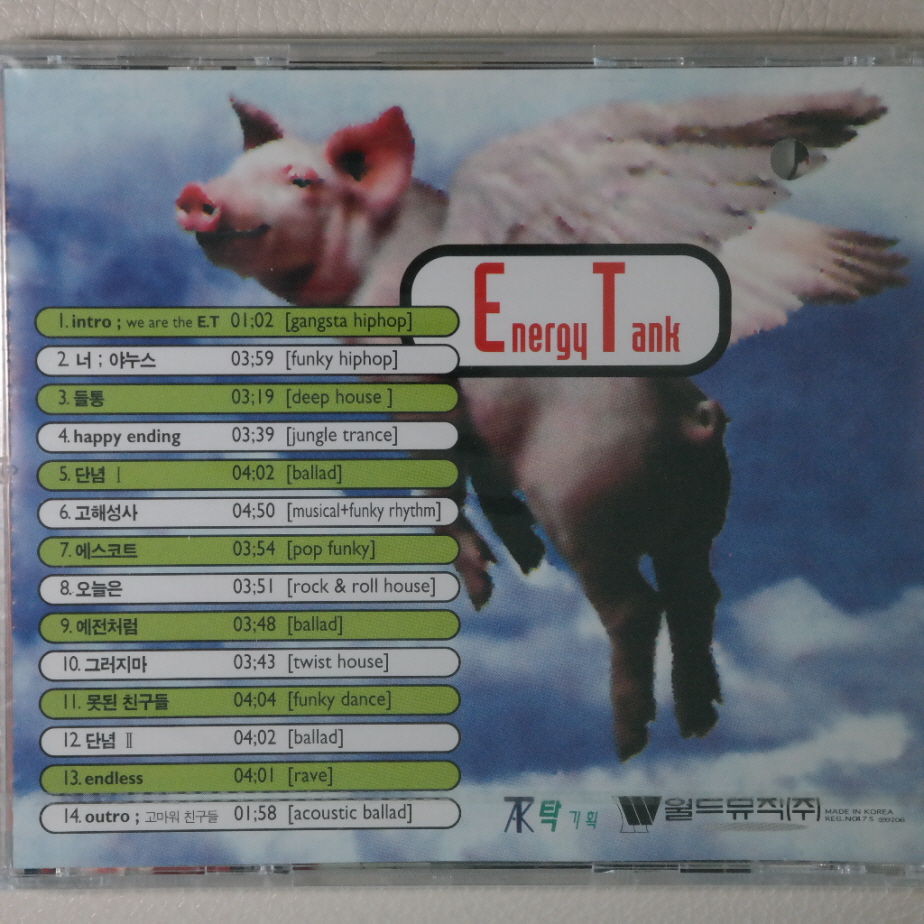 Energy Tank
1. intro ; we are the E.T 01;02 [gangsta hiphop]
2. 너 ; 야누스 03;59 [funky hiphop]
3. 들통 03;19 [deep house ]
4. happy ending 03;39 [jungle trance]
5. 단념 Ⅰ 04;02 [ballad]
6. 고해성사 04;50 [musical+funky rhythm]
7. 에스코트 03;54 [pop funky]
8. 오늘은 03;51 [rock & roll house]
9. 예전처럼 03;48 [ballad]
10. 그러지마 03;43 [twist house]
11. 못된 친구들 04;04 [funky dance]
12. 단념 Ⅱ 04;02 [ballad]
13. endless 04;01 [rave]
14. outro ; 고마워 친구들 01;58 [acoustic ballad]
탁 기획
월드뮤직(주)
MADE IN KOREA